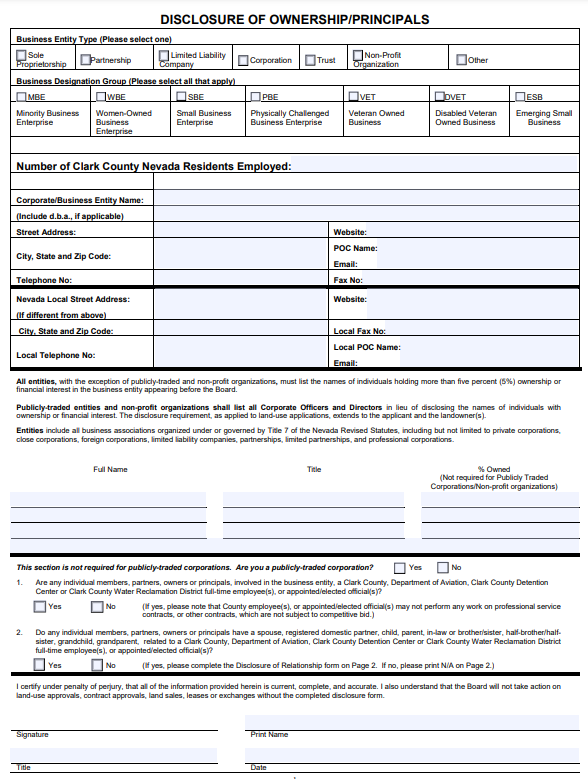 DISCLOSURE OF OWNERSHIP/PRINCIPALS
Business Entity Type (Please select one)
Sole Proprietorship
Partnership
Limited Liability Company
Corporation
Trust
Non-Profit Organization
Other
Business Designation Group (Please select all that apply)
MBE
WBE
SBE
PBE
VET
DVET
ESB
Minority Business Enterprise
Women-Owned Business Enterprise
Small Business Enterprise
Physically Challenged Business Enterprise
Veteran Owned Business
Disabled Veteran Owned Business
Emerging Small Business
Number of Clark County Nevada Residents Employed:
Corporate/Business Entity Name:
(Include d.b.a., if applicable)
Street Address:
Website:
City, State and Zip Code:
POC Name:
Email:
Telephone No:
Fax No:
Nevada Local Street Address:
(If different from above)
Website:
City, State and Zip Code:
Local Fax No:
Local Telephone No:
Local POC Name:
Email:
All entities, with the exception of publicly-traded and non-profit organizations, must list the names of individuals holding more than five percent (5%) ownership or
financial interest in the business entity appearing before the Board.
Publicly-traded entities and non-profit organizations shall list all Corporate Officers and Directors in lieu of disclosing the names of individuals with
ownership or financial interest. The disclosure requirement, as applied to land-use applications, extends to the applicant and the landowner(s).
Entities include all business associations organized under or governed by Title 7 of the Nevada Revised Statutes, including but not limited to private corporations,
close corporations, foreign corporations, limited liability companies, partnerships, limited partnerships, and professional corporations.
Full Name
Title
% Owned
(Not required for Publicly Traded
Corporations/Non-profit organizations)
This section is not required for publicly-traded corporations. Are you a publicly-traded corporation?
Yes
No
1. Are any individual members, partners, owners or principals, involved in the business entity, a Clark County, Department of Aviation, Clark County Detention
Center or Clark County Water Reclamation District full-time employee(s), or appointed/elected official(s)?
Yes
No
(If yes, please note that County employee(s), or appointed/elected official(s) may not perform any work on professional service
contracts, or other contracts, which are not subject to competitive bid.)
2. Do any individual members, partners, owners or principals have a spouse, registered domestic partner, child, parent, in-law or brother/sister, half-brother/half-
sister, grandchild, grandparent, related to a Clark County, Department of Aviation, Clark County Detention Center or Clark County Water Reclamation District
full-time employee(s), or appointed/elected official(s)?
Yes
No
(If yes, please complete the Disclosure of Relationship form on Page 2. If no, please print N/A on Page 2.)
I certify under penalty of perjury, that all of the information provided herein is current, complete, and accurate. I also understand that the Board will not take action on
land-use approvals, contract approvals, land sales, leases or exchanges without the completed disclosure form.
Signature
Print Name
Title
Date